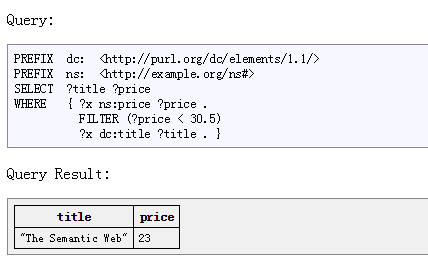 Query:
PREFIX  dc:  <http://purl.org/dc/elements/1.1/>
PREFIX  ns:  <http://example.org/ns#>
SELECT  ?title ?price
WHERE   { ?x ns:price ?price .
          FILTER (?price < 30.5)
          ?x dc:title ?title . }
Query Result:
title price
"The Semantic Web" 23